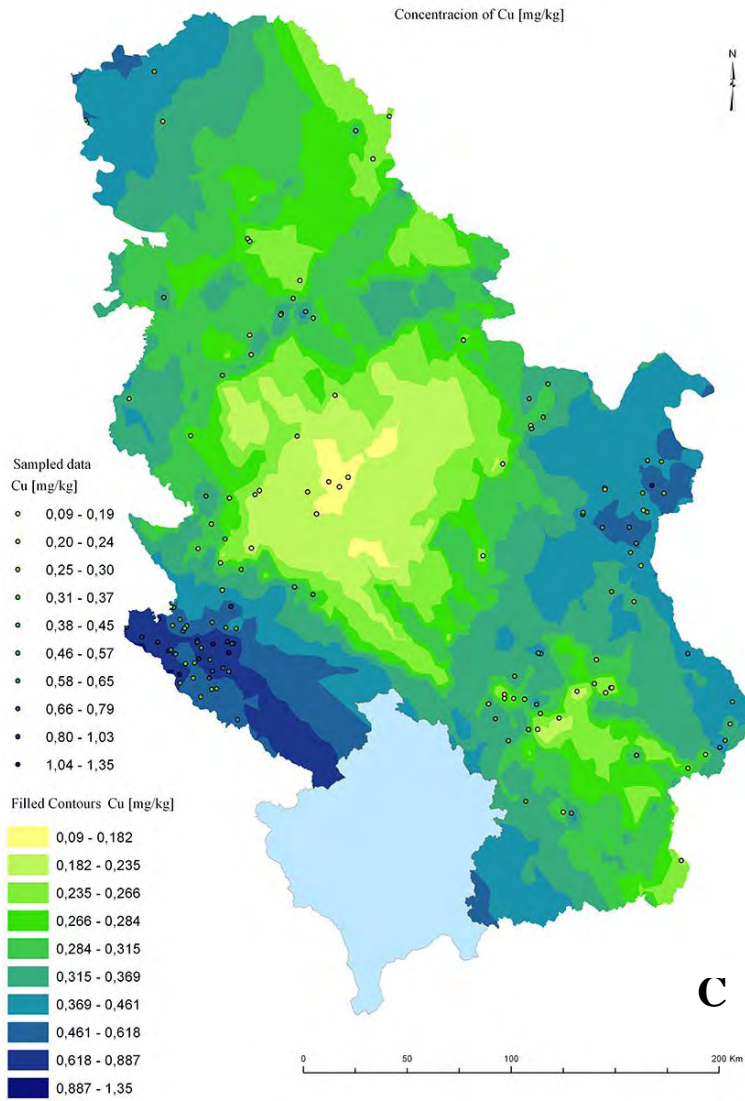 Concentracion of Cu [mg/kg]
N
Sampled data
Cu [mg/kg]
0,09 - 0,19
0,20 - 0,24
0,25 - 0,30
0,31 - 0,37
0,38 - 0,45
0,46 - 0,57
0,58 - 0,65
0,66 - 0,79
0,80 - 1,03
1,04 - 1,35
Filled Contours Cu [mg/kg]
0,09 - 0,182
0,182 - 0,235
0,235 - 0,266
0,266 - 0,284
0,284 - 0,315
0,315 - 0,369
0,369 - 0,461
0,461 - 0,618
0,618 - 0,887
0,887 - 1,35
C
0 50 100 200 Km